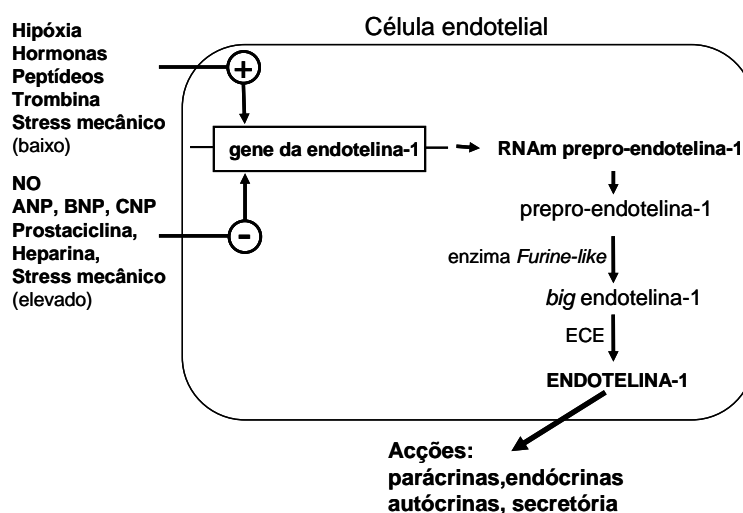 Célula endotelial
Hipóxia
Hormonas
Peptídeos
Trombina
Stress mecânico
(baixo)
+
gene da endotelina-1
RNAm prepro-endotelina-1
NO
ANP, BNP, CNP
Prostaciclina,
Heparina,
Stress mecânico
(elevado)
-
prepro-endotelina-1
enzima Furine-like
big endotelina-1
ECE
ENDOTELINA-1
Acções:
parácrinas,endócrinas
autócrinas, secretória